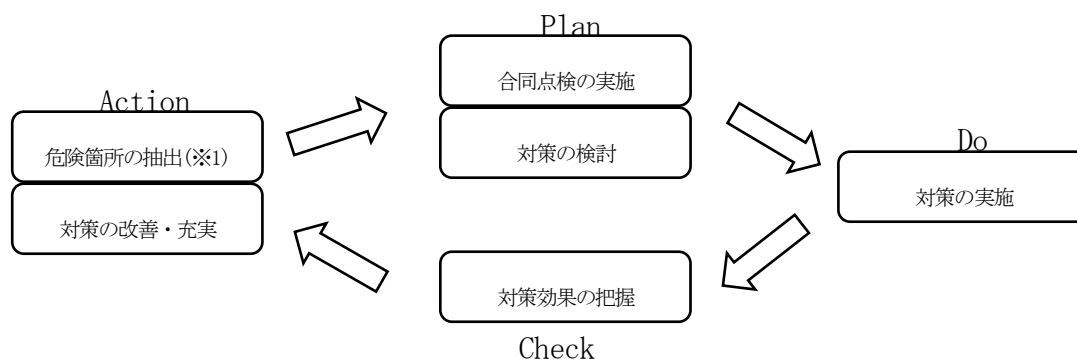 Plan
合同点検の実施
対策の検討
Action
危険箇所の抽出(※1)
対策の改善・充実
Do
対策の実施
対策効果の把握
Check